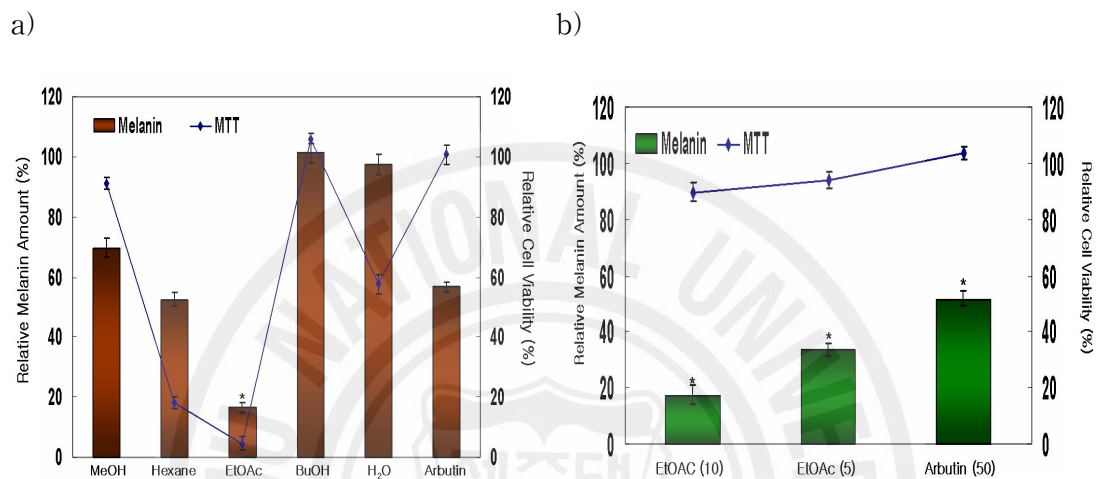 a)
b)
120
100
80
60
40
20
0
Relative Melanin Amount (%)
Melanin
MTT
120
100
80
60
40
20
0
Relative Cell Viability (%)
MeOH
Hexane
EtOAc
BuOH
H₂O
Arbutin
*
120
100
80
60
40
20
0
Relative Melanin Amount (%)
Melanin
MTT
120
100
80
60
40
20
0
Relative Cell Viability (%)
*
*
*
EtOAC (10)
EtOAc (5)
Arbutin (50)
NATIONAL UNIVE